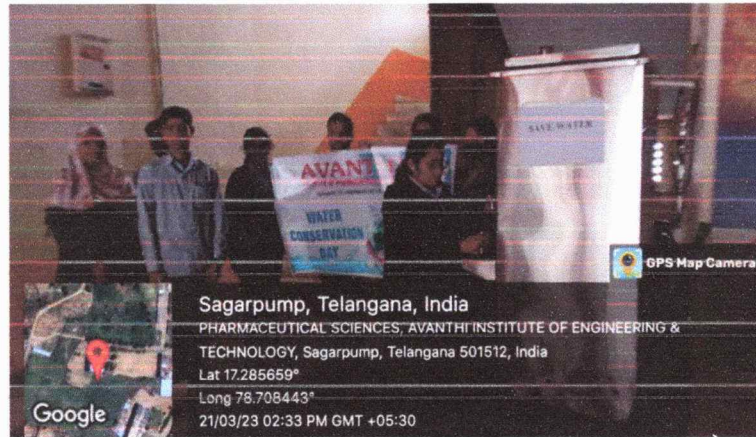 SAVE WATER
AVANT
WATER
CONSERVATION
DAY
GPS Map Camera
Sagarpump, Telangana, India
PHARMACEUTICAL SCIENCES, AVANTHI INSTITUTE OF ENGINEERING &
TECHNOLOGY, Sagarpump, Telangana 501512, India
Lat 17.285659°
Long 78.708443°
21/03/23 02:33 PM GMT +05:30
Google